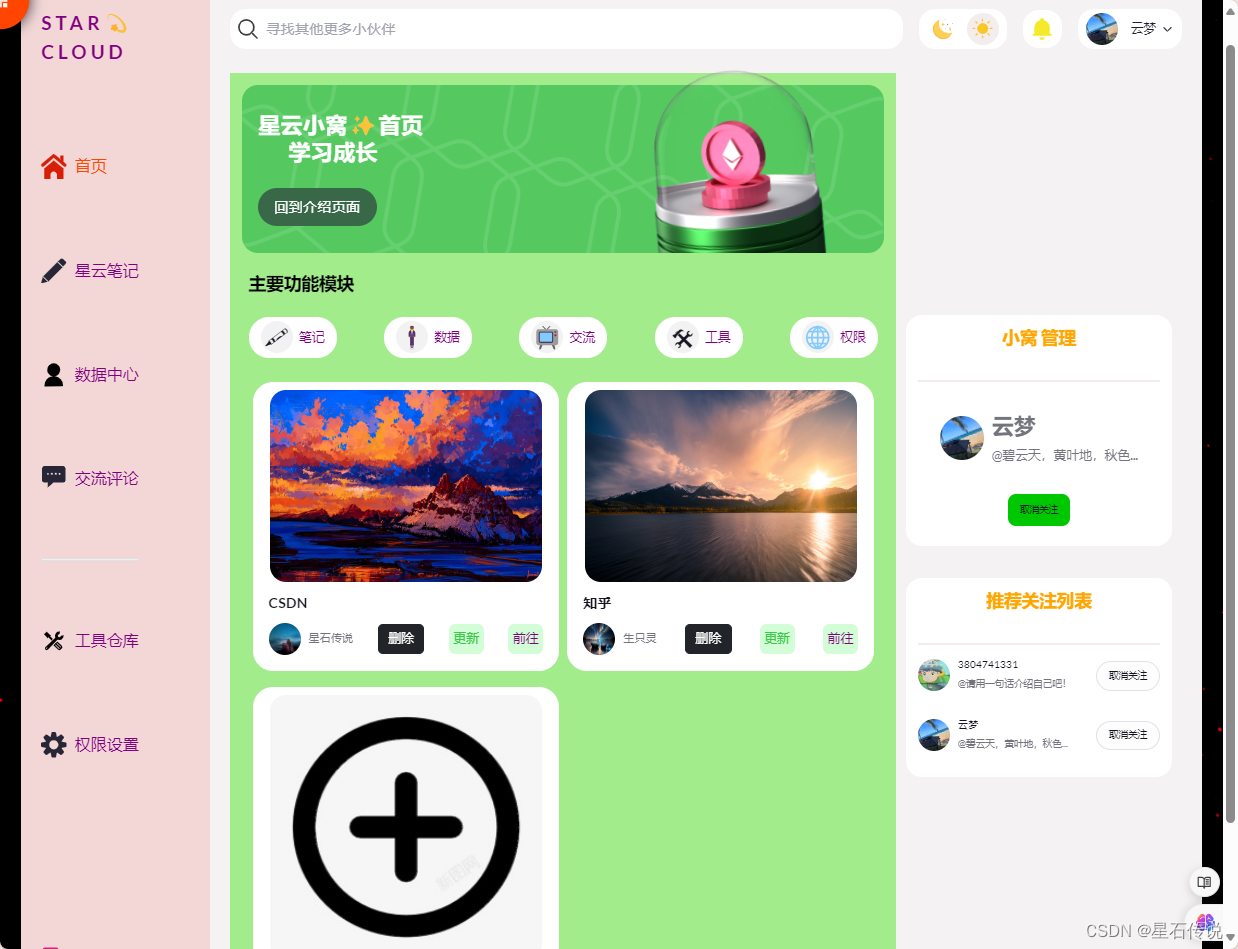 STAR
CLOUD
首页
星云笔记
数据中心
交流评论
工具仓库
权限设置
寻找其他更多小伙伴
云梦
星云小窝✨首页
学习成长
回到介绍页面
主要功能模块
笔记
数据
交流
工具
权限
CSDN
星石传说
删除
更新
前往
知乎
生只灵
删除
更新
前往
小窝 管理
云梦
@碧云天，黄叶地，秋色...
取消关注
推荐关注列表
3804741331
@请用一句话介绍自己吧！
取消关注
云梦
@碧云天，黄叶地，秋色...
取消关注
CSDN @星石传说